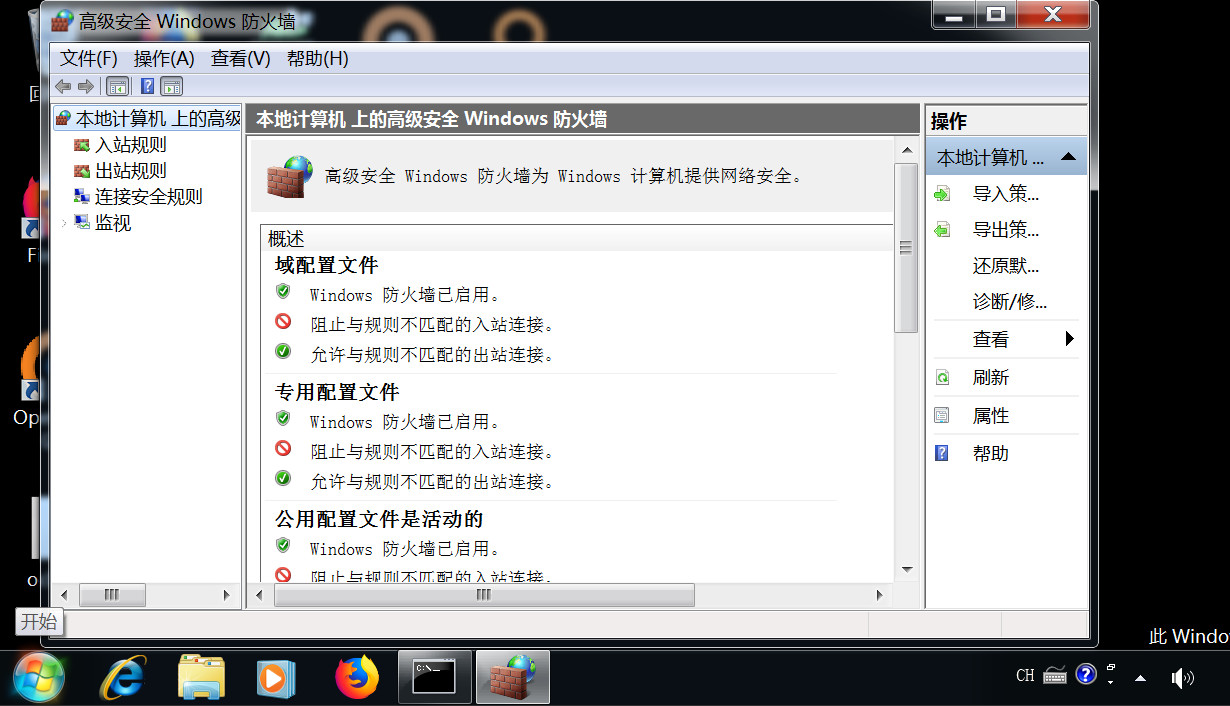 高级安全 Windows 防火墙
文件(F) 操作(A) 查看(V) 帮助(H)
本地计算机 上的高级
入站规则
出站规则
连接安全规则
监视
本地计算机 上的高级安全 Windows 防火墙
高级安全 Windows 防火墙为 Windows 计算机提供网络安全。
概述
域配置文件
Windows 防火墙已启用。
阻止与规则不匹配的入站连接。
允许与规则不匹配的出站连接。
专用配置文件
Windows 防火墙已启用。
阻止与规则不匹配的入站连接。
允许与规则不匹配的出站连接。
公用配置文件是活动的
Windows 防火墙已启用。
阻止与规则不匹配的入站连接。
操作
本地计算机 ...
导入策...
导出策...
还原默...
诊断/修...
查看
刷新
属性
帮助
回
Fi
Op
o
开始
此 Windo
C:\_
CH